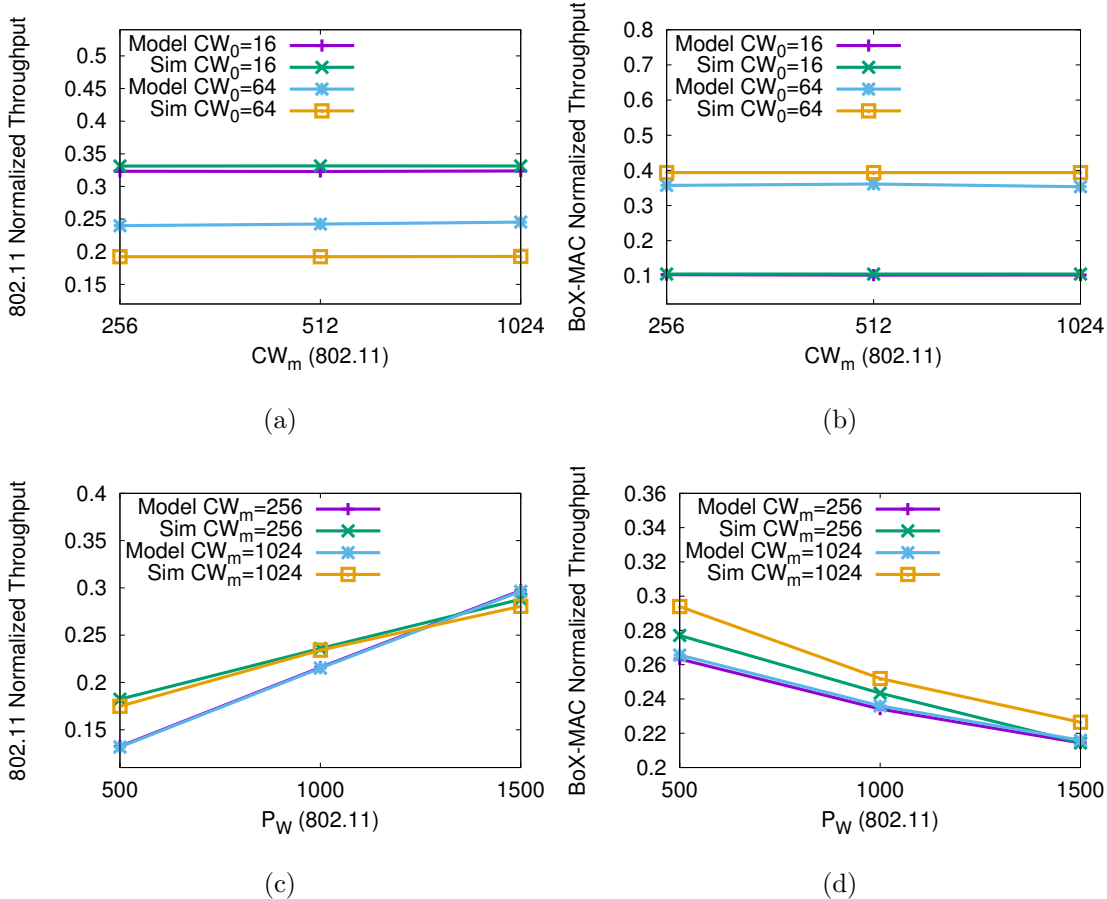 802.11 Normalized Throughput
0.5
0.45
0.4
0.35
0.3
0.25
0.2
0.15
Model CW0=16
Sim CW0=16
Model CW0=64
Sim CW0=64
256
512
1024
CWm (802.11)
(a)
BoX-MAC Normalized Throughput
0.8
0.7
0.6
0.5
0.4
0.3
0.2
0.1
Model CW0=16
Sim CW0=16
Model CW0=64
Sim CW0=64
256
512
1024
CWm (802.11)
(b)
802.11 Normalized Throughput
0.4
0.35
0.3
0.25
0.2
0.15
Model CWm=256
Sim CWm=256
Model CWm=1024
Sim CWm=1024
500
1000
1500
PW (802.11)
(c)
BoX-MAC Normalized Throughput
0.36
0.34
0.32
0.3
0.28
0.26
0.24
0.22
0.2
Model CWm=256
Sim CWm=256
Model CWm=1024
Sim CWm=1024
500
1000
1500
PW (802.11)
(d)